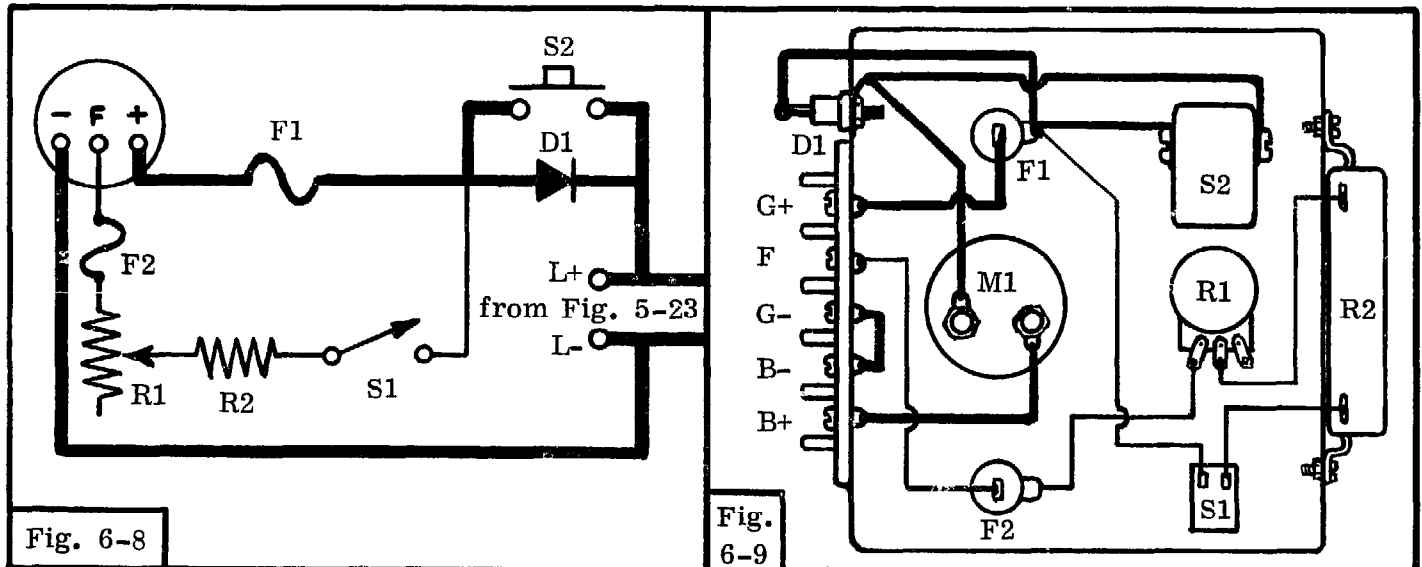 S2
- F +
F1
D1
F2
L+
from Fig. 5-23
L-
R1
R2
S1
Fig. 6-8
D1
F1
S2
G+
F
M1
R1
G-
R2
B-
B+
S1
F2
Fig.
6-9